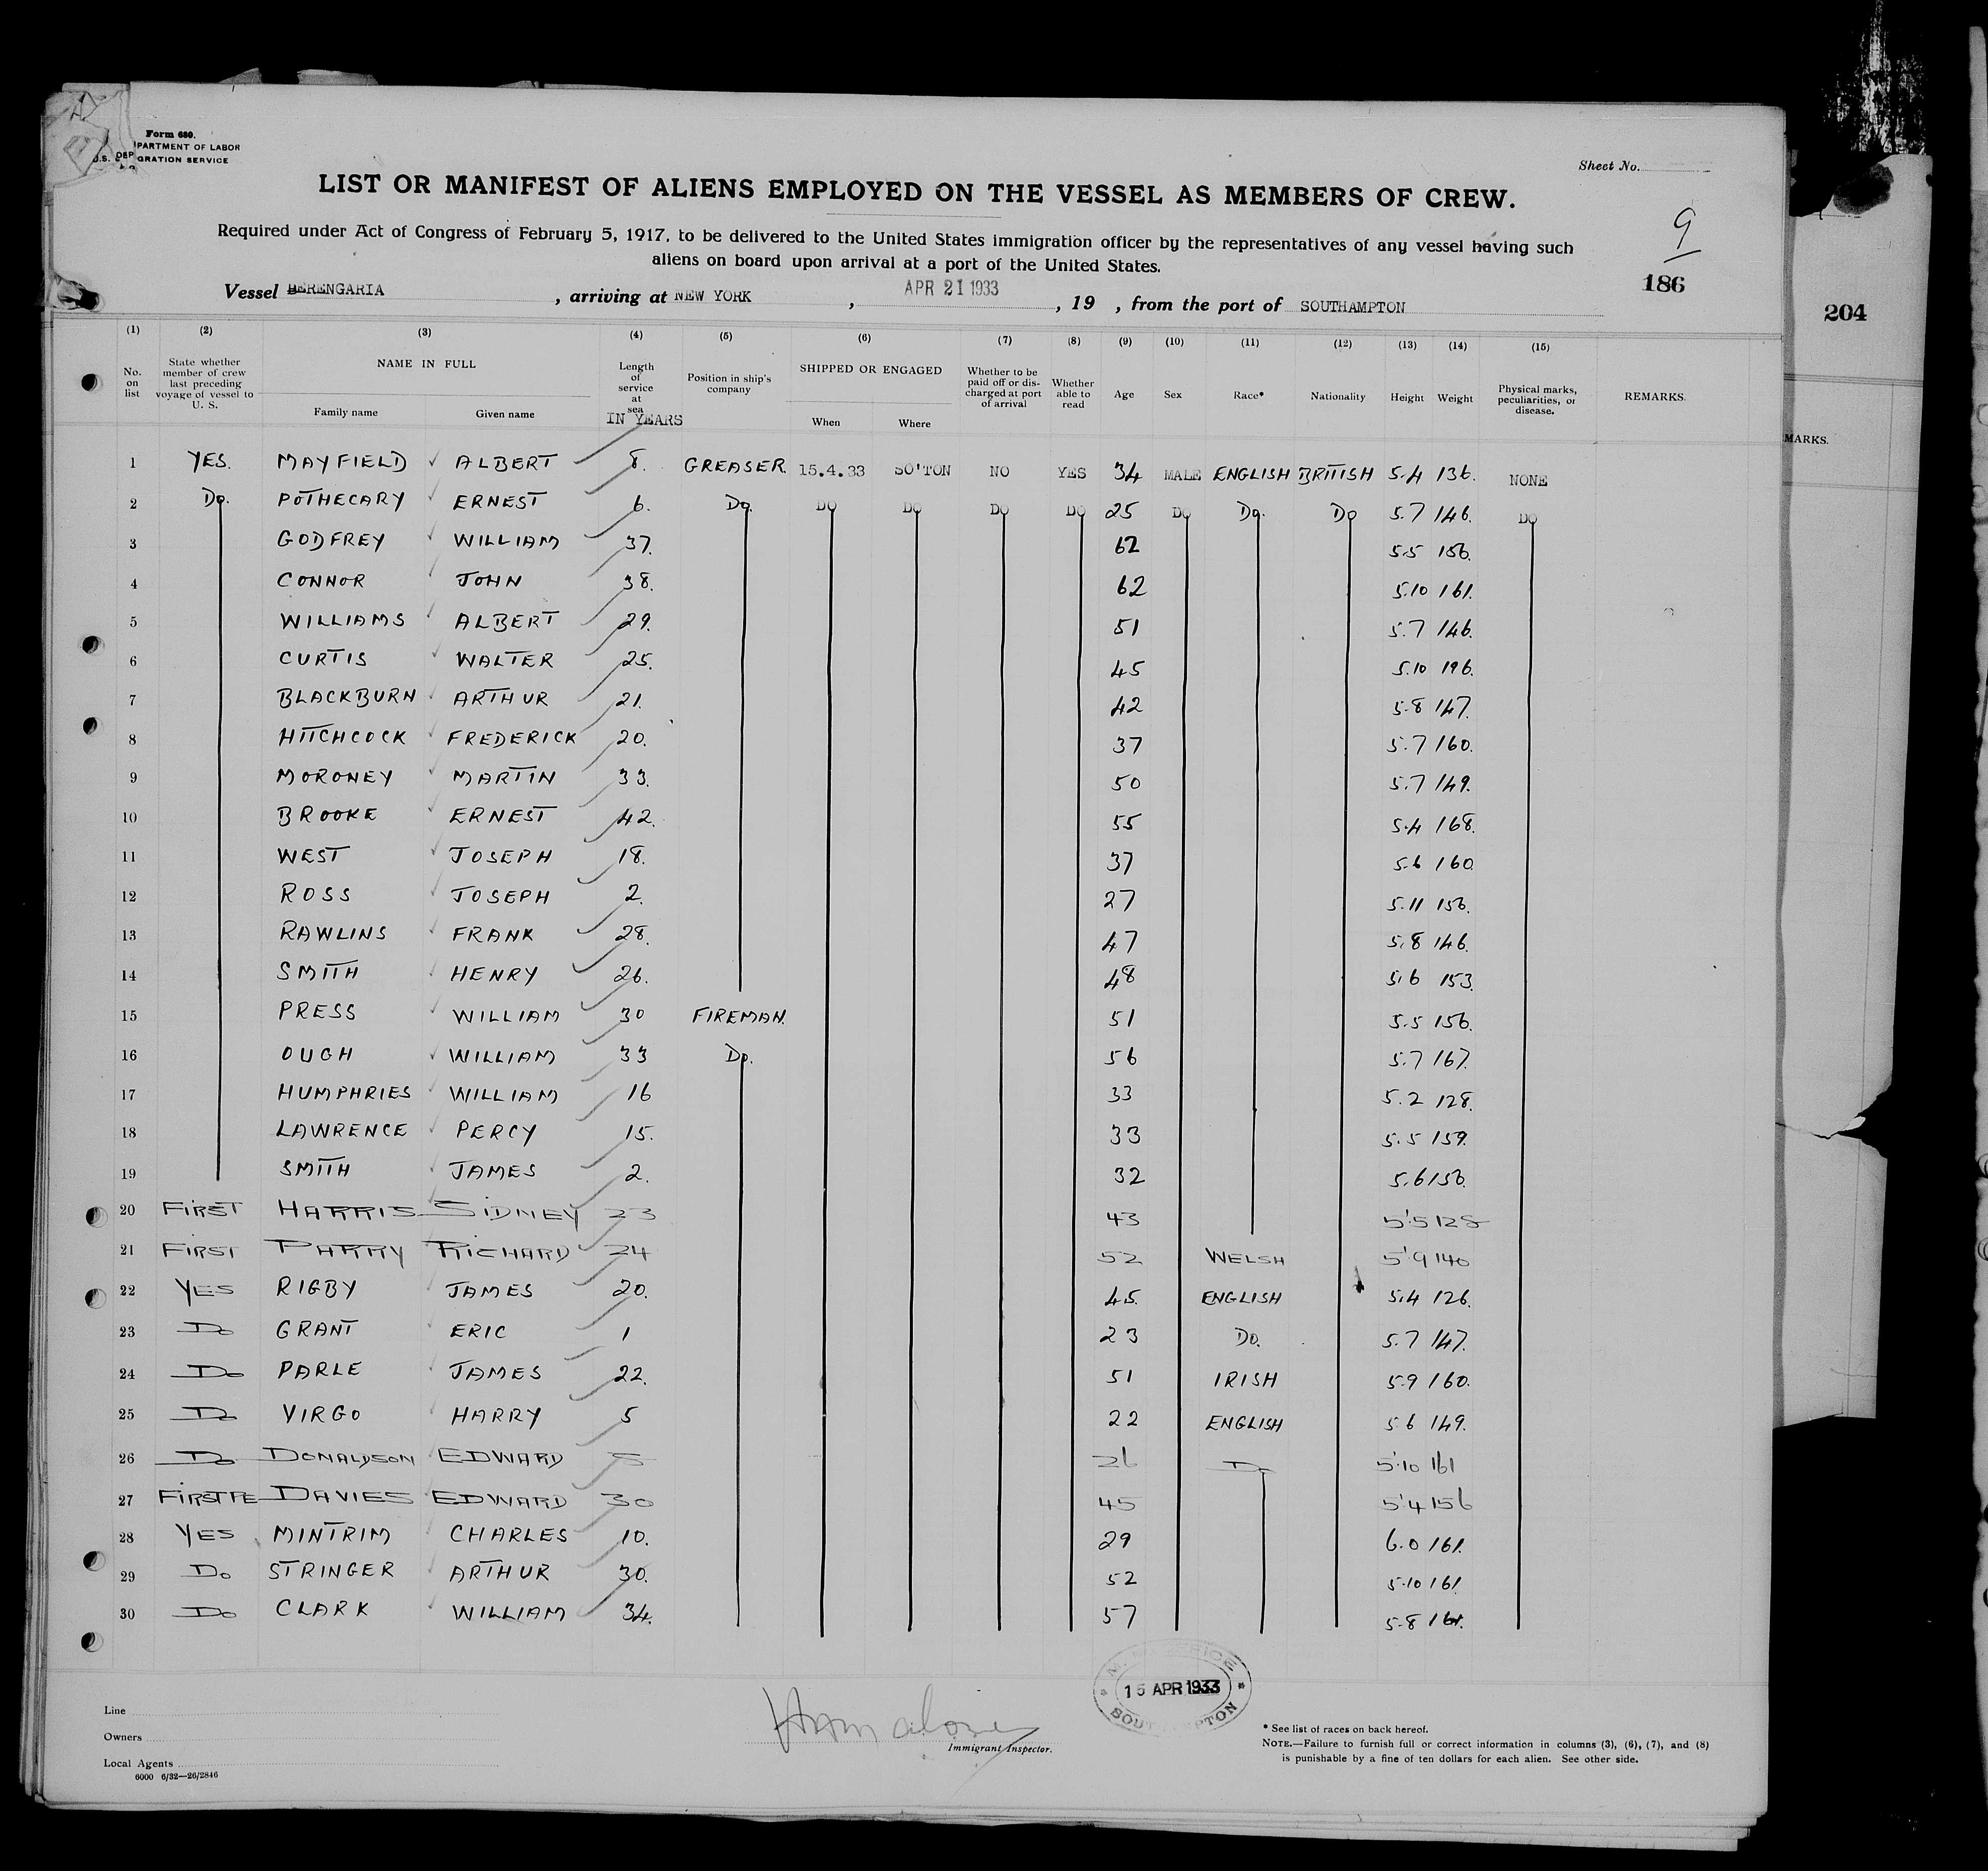 Form 680.
U.S. DEPARTMENT OF LABOR
GRATION SERVICE
Sheet No.
LIST OR MANIFEST OF ALIENS EMPLOYED ON THE VESSEL AS MEMBERS OF CREW.
9
Required under Act of Congress of February 5, 1917, to be delivered to the United States immigration officer by the representatives of any vessel having such
aliens on board upon arrival at a port of the United States.
186
204
Vessel BERENGARIA , arriving at NEW YORK , APR 21 1933 , 19 , from the port of SOUTHAMPTON
(1) (2) (3) (4) (5) (6) (7) (8) (9) (10) (11) (12) (13) (14) (15)
No. on list State whether member of crew last preceding voyage of vessel to U. S. NAME IN FULL Family name Given name Length of service at sea IN YEARS Position in ship's company SHIPPED OR ENGAGED When Where Whether to be paid off or discharged at port of arrival Whether able to read Age Sex Race* Nationality Height Weight Physical marks, peculiarities, or disease. REMARKS.
MARKS.
1 YES. MAYFIELD ALBERT 8. GREASER. 15.4.33 SO'TON NO YES 34 MALE ENGLISH BRITISH 5.4 136. NONE
2 Do. POTHECARY ERNEST 6. Do. DO DO DO DO 25 DO Do. Do 5.7 146. DO
3 GODFREY WILLIAM 37. 62 5.5 156.
4 CONNOR JOHN 38. 62 5.10 161.
5 WILLIAMS ALBERT 29. 51 5.7 146.
6 CURTIS WALTER 25. 45 5.10 196.
7 BLACKBURN ARTHUR 21. 42 5.8 147.
8 HITCHCOCK FREDERICK 20. 37 5.7 160.
9 MORONEY MARTIN 33. 50 5.7 149.
10 BROOKE ERNEST 42. 55 5.4 168.
11 WEST JOSEPH 18. 37 5.6 160.
12 ROSS JOSEPH 2. 27 5.11 156.
13 RAWLINS FRANK 28. 47 5.8 146.
14 SMITH HENRY 26. 48 5.6 153.
15 PRESS WILLIAM 30 FIREMAN. 51 5.5 156.
16 OUGH WILLIAM 33 Do. 56 5.7 167.
17 HUMPHRIES WILLIAM 16 33 5.2 128.
18 LAWRENCE PERCY 15. 33 5.5 159.
19 SMITH JAMES 2. 32 5.6 156.
20 FIRST HARRIS SIDNEY 23 43 5'5 128
21 FIRST PARRY RICHARD 24 52 WELSH 5'9 140
22 YES RIGBY JAMES 20. 45. ENGLISH 5.4 126.
23 Do GRANT ERIC 1 23 DO. 5.7 147.
24 Do PARLE JAMES 22. 51 IRISH 5.9 160.
25 Do VIRGO HARRY 5 22 ENGLISH 5.6 149.
26 Do DONALDSON EDWARD 5 26 Do 5'10 161
27 FIRST DAVIES EDWARD 30 45 5'4 156
28 YES MINTRIM CHARLES 10. 29 6.0 161.
29 Do STRINGER ARTHUR 30. 52 5.10 161.
30 Do CLARK WILLIAM 34. 57 5.8 161.
15 APR 1933
Line
Owners
Local Agents
6000 6/32—26/2846
Immigrant Inspector.
* See list of races on back hereof.
NOTE.—Failure to furnish full or correct information in columns (3), (6), (7), and (8)
is punishable by a fine of ten dollars for each alien. See other side.